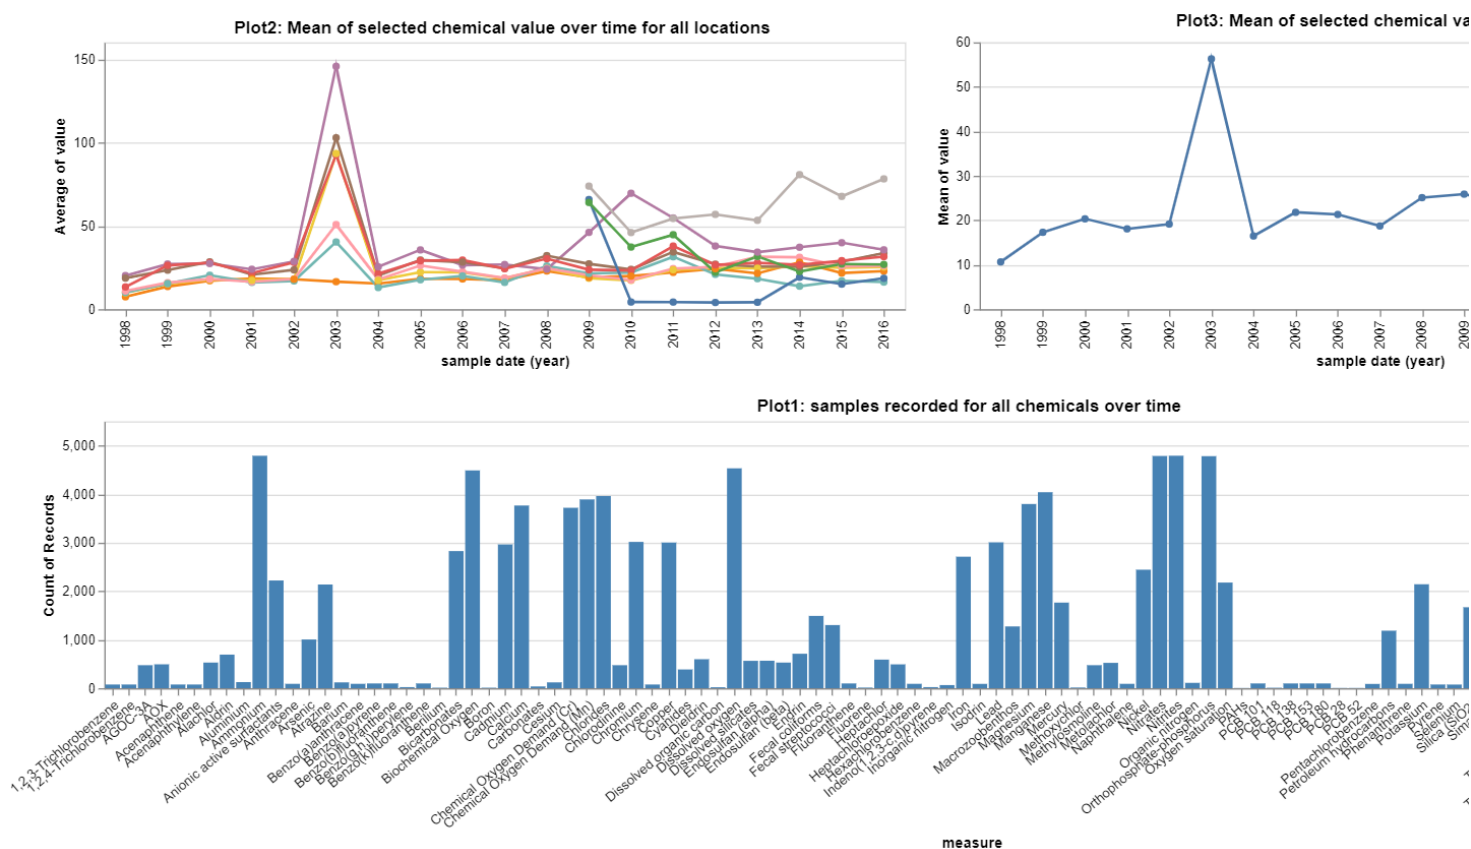 Plot2: Mean of selected chemical value over time for all locations
Average of value
150
100
50
0
1998 1999 2000 2001 2002 2003 2004 2005 2006 2007 2008 2009 2010 2011 2012 2013 2014 2015 2016
sample date (year)
Plot3: Mean of selected chemical va
Mean of value
60
50
40
30
20
10
0
1998 1999 2000 2001 2002 2003 2004 2005 2006 2007 2008 2009
sample date (year)
Plot1: samples recorded for all chemicals over time
Count of Records
5,000
4,000
3,000
2,000
1,000
0
1,2,3-Trichlorobenzene
1,2,4-Trichlorobenzene
AGOC-3A
AOX
Acenaphthene
Acenaphthylene
Alachlor
Aldrin
Aluminium
Ammonium
Anionic active surfactants
Anthracene
Arsenic
Atrazine
Barium
Benzo(a)anthracene
Benzo(a)pyrene
Benzo(b)fluoranthene
Benzo(g,h,i)perylene
Benzo(k)fluoranthene
Berilium
Bicarbonates
Biochemical Oxygen
Boron
Cadmium
Calcium
Carbonates
Cesium
Chemical Oxygen Demand (Cr)
Chemical Oxygen Demand (Mn)
Chlorides
Chlorodinine
Chromium
Chrysene
Copper
Cyanides
Dieldrin
Dissolved organic carbon
Dissolved oxygen
Dissolved silicates
Endosulfan (alpha)
Endosulfan (beta)
Endrin
Fecal coliforms
Fecal streptococci
Fluoranthene
Fluorene
Heptachlor
Heptachloroepoxide
Hexachlorobenzene
Indeno(1,2,3-c,d)pyrene
Inorganic nitrogen
Iron
Isodrin
Lead
Macrozoobenthos
Magnesium
Manganese
Mercury
Methoxychlor
Methosmoline
Metolachlor
Naphthalene
Nickel
Nitrates
Nitrites
Organic nitrogen
Orthophosphate-phosphorus
Oxygen saturation
PAHs
PCB 101
PCB 118
PCB 138
PCB 153
PCB 180
PCB 28
PCB 52
Pentachlorobenzene
Petroleum hydrocarbons
Phenanthrene
Potassium
Pyrene
Selenium
Silica (SiO2
measure